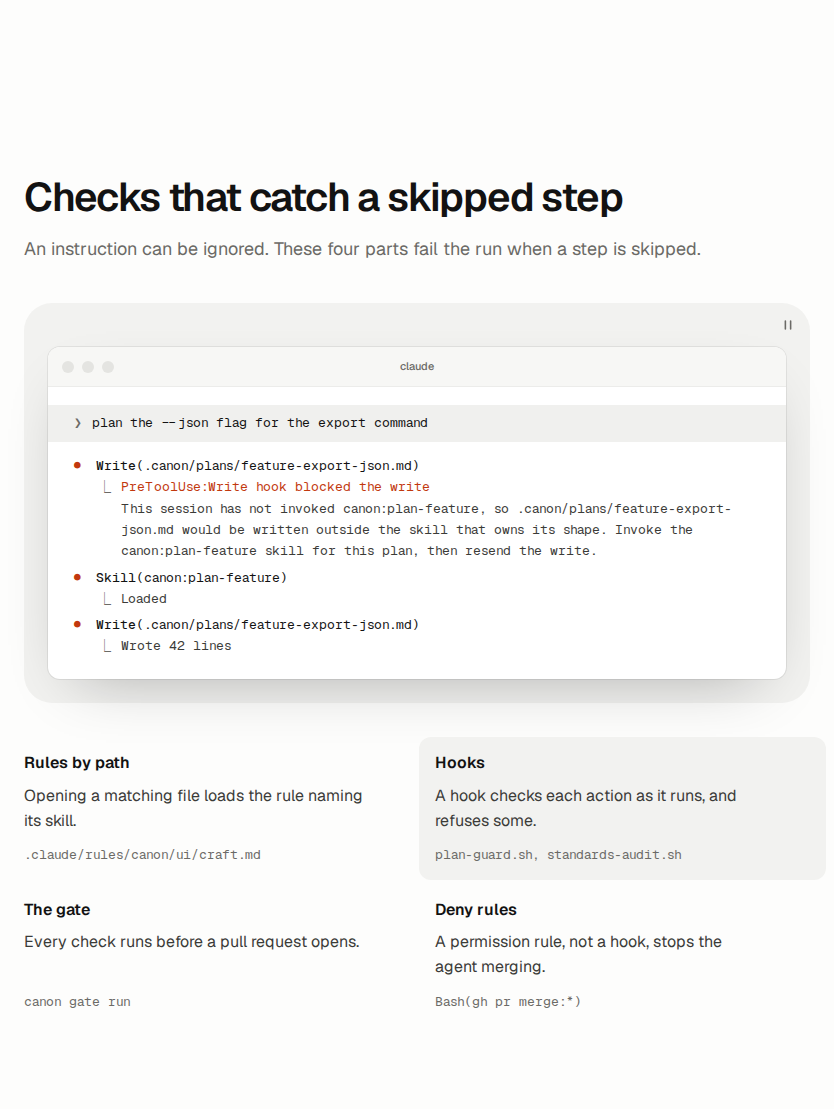 Checks that catch a skipped step
An instruction can be ignored. These four parts fail the run when a step is skipped.
claude
❯ plan the --json flag for the export command
● Write(.canon/plans/feature-export-json.md)
⎿ PreToolUse:Write hook blocked the write
This session has not invoked canon:plan-feature, so .canon/plans/feature-export-
json.md would be written outside the skill that owns its shape. Invoke the
canon:plan-feature skill for this plan, then resend the write.
● Skill(canon:plan-feature)
⎿ Loaded
● Write(.canon/plans/feature-export-json.md)
⎿ Wrote 42 lines
Rules by path
Opening a matching file loads the rule naming
its skill.
.claude/rules/canon/ui/craft.md
Hooks
A hook checks each action as it runs, and
refuses some.
plan-guard.sh, standards-audit.sh
The gate
Every check runs before a pull request opens.
canon gate run
Deny rules
A permission rule, not a hook, stops the
agent merging.
Bash(gh pr merge:*)